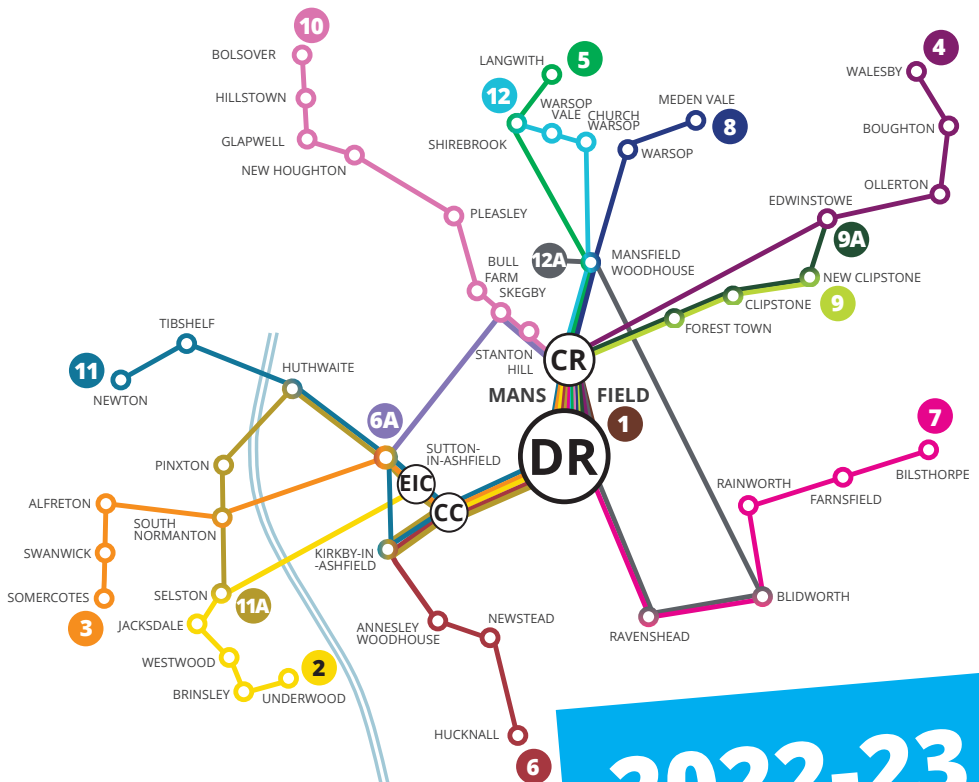 10
BOLSOVER
HILLSTOWN
GLAPWELL
NEW HOUGHTON
PLEASLEY
BULL
FARM
SKEGBY
STANTON
HILL
LANGWITH
5
12
WARSOP
VALE
CHURCH
WARSOP
SHIREBROOK
MEDEN VALE
8
WARSOP
12A
MANSFIELD
WOODHOUSE
4
WALESBY
BOUGHTON
OLLERTON
EDWINSTOWE
9A
NEW CLIPSTONE
9
CLIPSTONE
FOREST TOWN
CR
MANS FIELD
1
DR
TIBSHELF
11
NEWTON
HUTHWAITE
6A
SUTTON-
IN-ASHFIELD
EIC
CC
PINXTON
ALFRETON
SOUTH
NORMANTON
SWANWICK
SOMERCOTES
3
KIRKBY-IN
-ASHFIELD
SELSTON
11A
JACKSDALE
WESTWOOD
2
BRINSLEY
UNDERWOOD
ANNESLEY
WOODHOUSE
NEWSTEAD
HUCKNALL
6
7
BILSTHORPE
FARNSFIELD
RAINWORTH
BLIDWORTH
RAVENSHEAD
2022-23